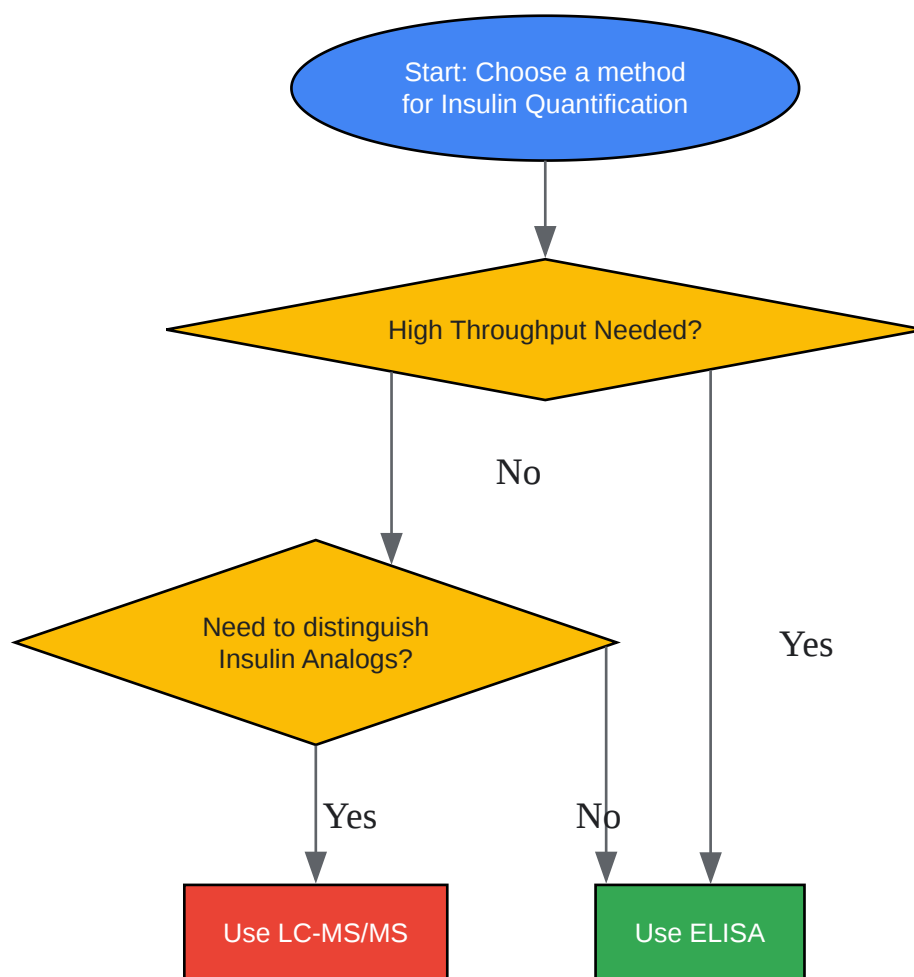 Start: Choose a method
for Insulin Quantification
High Throughput Needed?
No
Need to distinguish
Insulin Analogs?
Yes
Yes
No
Use LC-MS/MS
Use ELISA